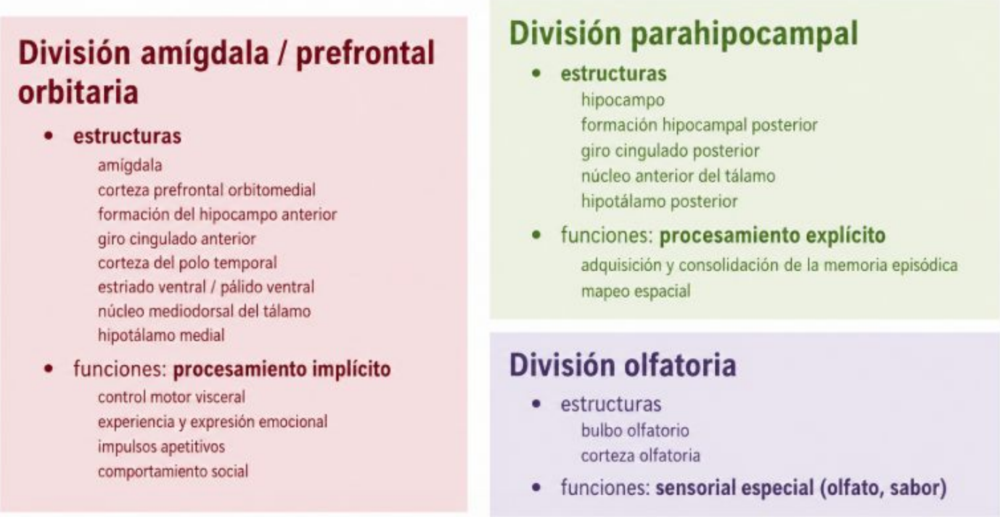 División amígdala / prefrontal
orbitaria
• estructuras
amígdala
corteza prefrontal orbitomedial
formación del hipocampo anterior
giro cingulado anterior
corteza del polo temporal
estriado ventral / pálido ventral
núcleo mediodorsal del tálamo
hipotálamo medial
• funciones: procesamiento implícito
control motor visceral
experiencia y expresión emocional
impulsos apetitivos
comportamiento social
División parahipocampal
• estructuras
hipocampo
formación hipocampal posterior
giro cingulado posterior
núcleo anterior del tálamo
hipotálamo posterior
• funciones: procesamiento explícito
adquisición y consolidación de la memoria episódica
mapeo espacial
División olfatoria
• estructuras
bulbo olfatorio
corteza olfatoria
• funciones: sensorial especial (olfato, sabor)